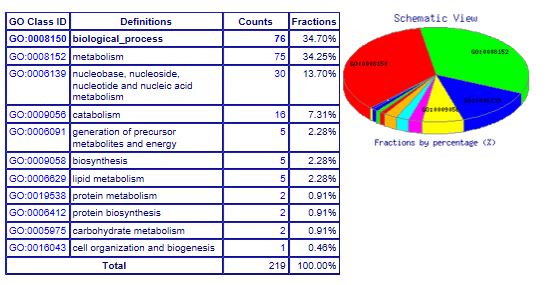 GO Class ID Definitions Counts Fractions
GO:0008150 biological_process 76 34.70%
GO:0008152 metabolism 75 34.25%
GO:0006139 nucleobase, nucleoside, 30 13.70%
nucleotide and nucleic acid
metabolism
GO:0009056 catabolism 16 7.31%
GO:0006091 generation of precursor 5 2.28%
metabolites and energy
GO:0009058 biosynthesis 5 2.28%
GO:0006629 lipid metabolism 5 2.28%
GO:0019538 protein metabolism 2 0.91%
GO:0006412 protein biosynthesis 2 0.91%
GO:0005975 carbohydrate metabolism 2 0.91%
GO:0016043 cell organization and biogenesis 1 0.46%
Total 219 100.00%
Schematic View
GO:0008152
GO:0008150
GO:0009056
Fractions by percentage (%)